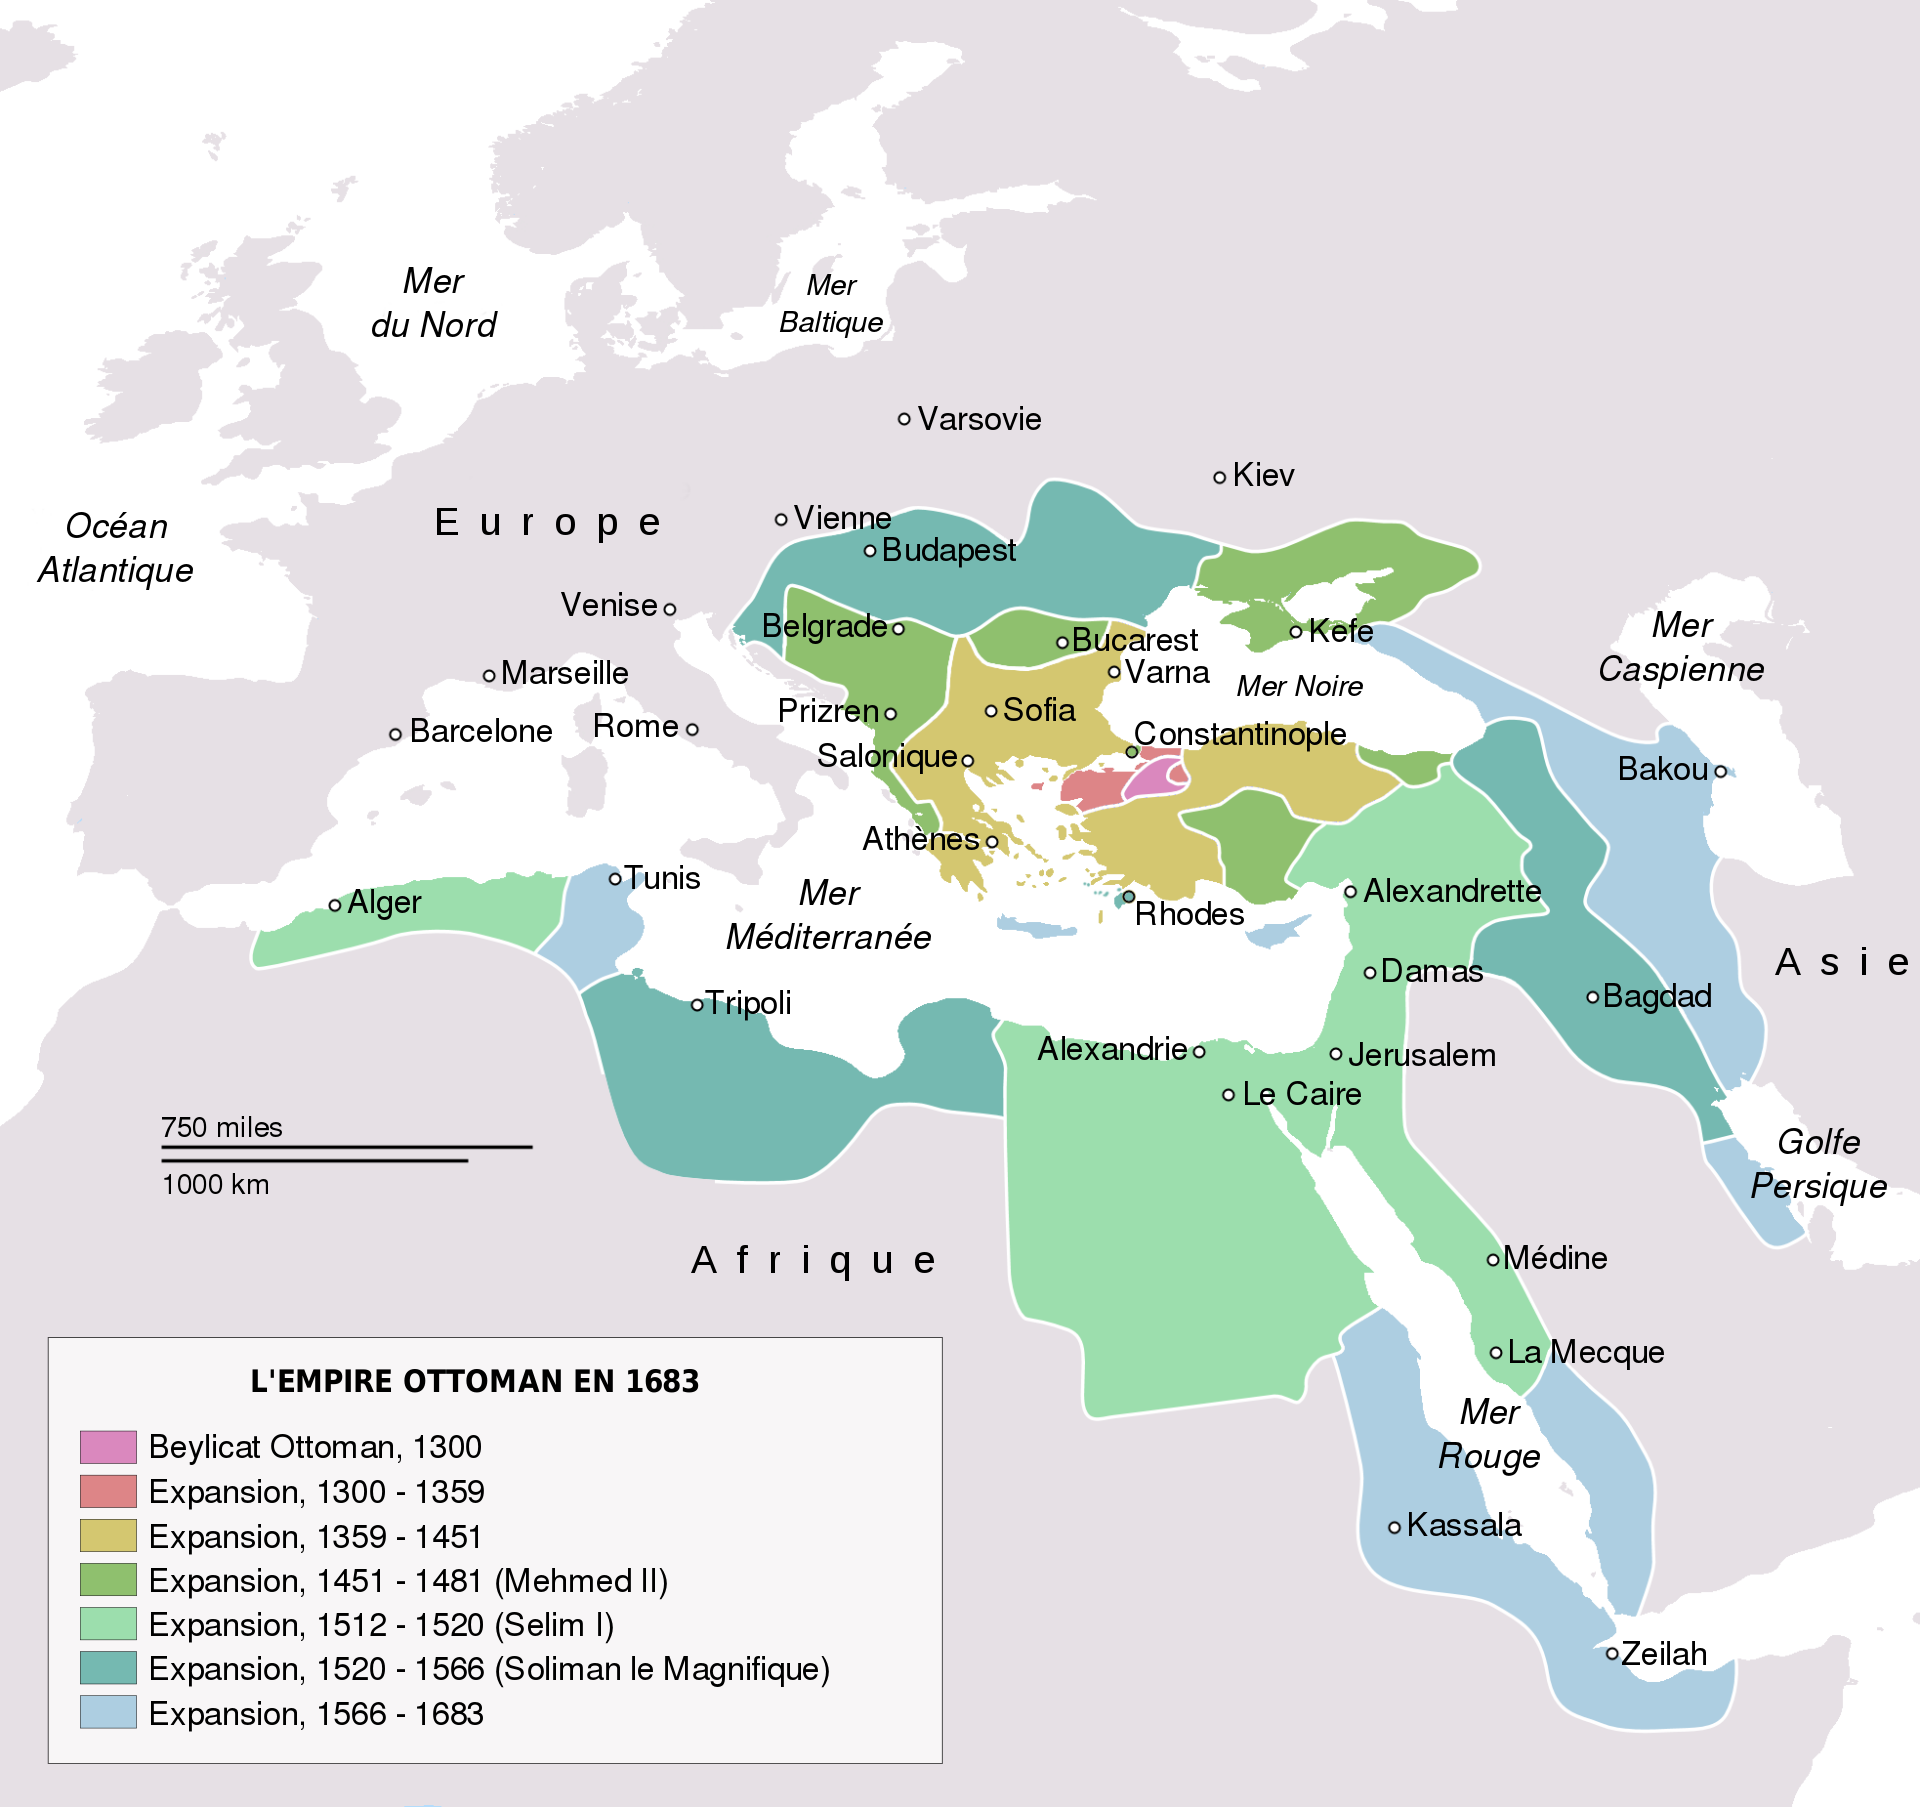 Mer
du Nord
Mer
Baltique
Varsovie
Kiev
Océan
Atlantique
Europe
Vienne
Budapest
Venise
Belgrade
Bucarest
Kefe
Mer
Caspienne
Marseille
Varna
Mer Noire
Prizren
Sofia
Barcelone
Rome
Constantinople
Salonique
Bakou
Athènes
Tunis
Alger
Mer
Méditerranée
Alexandrette
Rhodes
Asie
Damas
Tripoli
Bagdad
Alexandrie
Jerusalem
Le Caire
750 miles
1000 km
Golfe
Persique
Afrique
Médine
La Mecque
Mer
Rouge
Kassala
Zeilah
L'EMPIRE OTTOMAN EN 1683
Beylicat Ottoman, 1300
Expansion, 1300 - 1359
Expansion, 1359 - 1451
Expansion, 1451 - 1481 (Mehmed II)
Expansion, 1512 - 1520 (Selim I)
Expansion, 1520 - 1566 (Soliman le Magnifique)
Expansion, 1566 - 1683